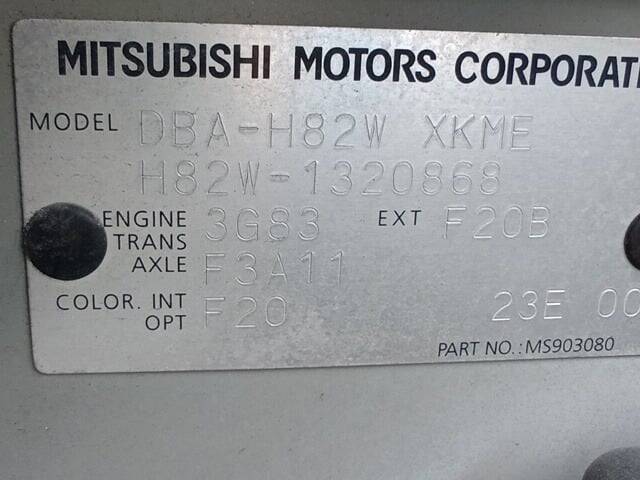 MITSUBISHI MOTORS CORPORATI
MODEL DBA-H82W XKME
H82W-1320868
ENGINE 3G83 EXT F20B
TRANS
AXLE F3A11
COLOR. INT F20 23E 00
OPT
PART NO.: MS903080